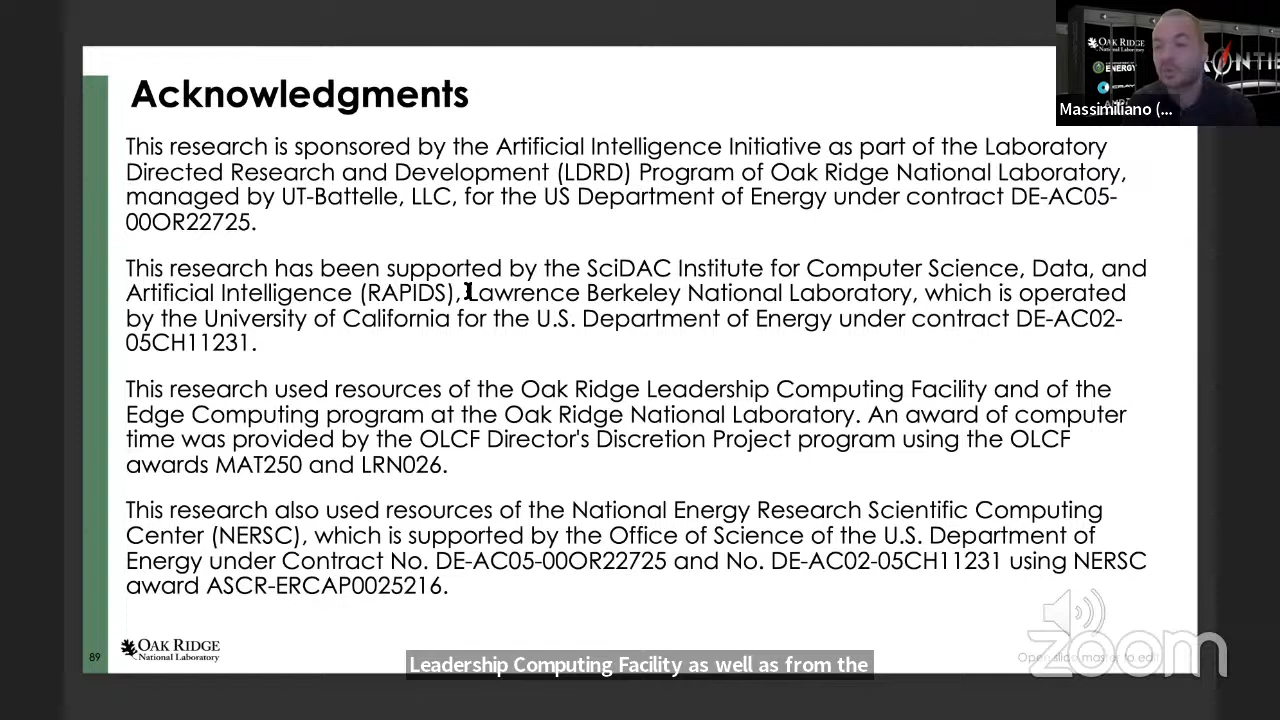 Acknowledgments
This research is sponsored by the Artificial Intelligence Initiative as part of the Laboratory
Directed Research and Development (LDRD) Program of Oak Ridge National Laboratory,
managed by UT-Battelle, LLC, for the US Department of Energy under contract DE-AC05-
00OR22725.
This research has been supported by the SciDAC Institute for Computer Science, Data, and
Artificial Intelligence (RAPIDS), Lawrence Berkeley National Laboratory, which is operated
by the University of California for the U.S. Department of Energy under contract DE-AC02-
05CH11231.
This research used resources of the Oak Ridge Leadership Computing Facility and of the
Edge Computing program at the Oak Ridge National Laboratory. An award of computer
time was provided by the OLCF Director's Discretion Project program using the OLCF
awards MAT250 and LRN026.
This research also used resources of the National Energy Research Scientific Computing
Center (NERSC), which is supported by the Office of Science of the U.S. Department of
Energy under Contract No. DE-AC05-00OR22725 and No. DE-AC02-05CH11231 using NERSC
award ASCR-ERCAP0025216.
OAK RIDGE
National Laboratory
ENERGY
Massimiliano (...
89
OAK RIDGE
National Laboratory
Leadership Computing Facility as well as from the
zoom